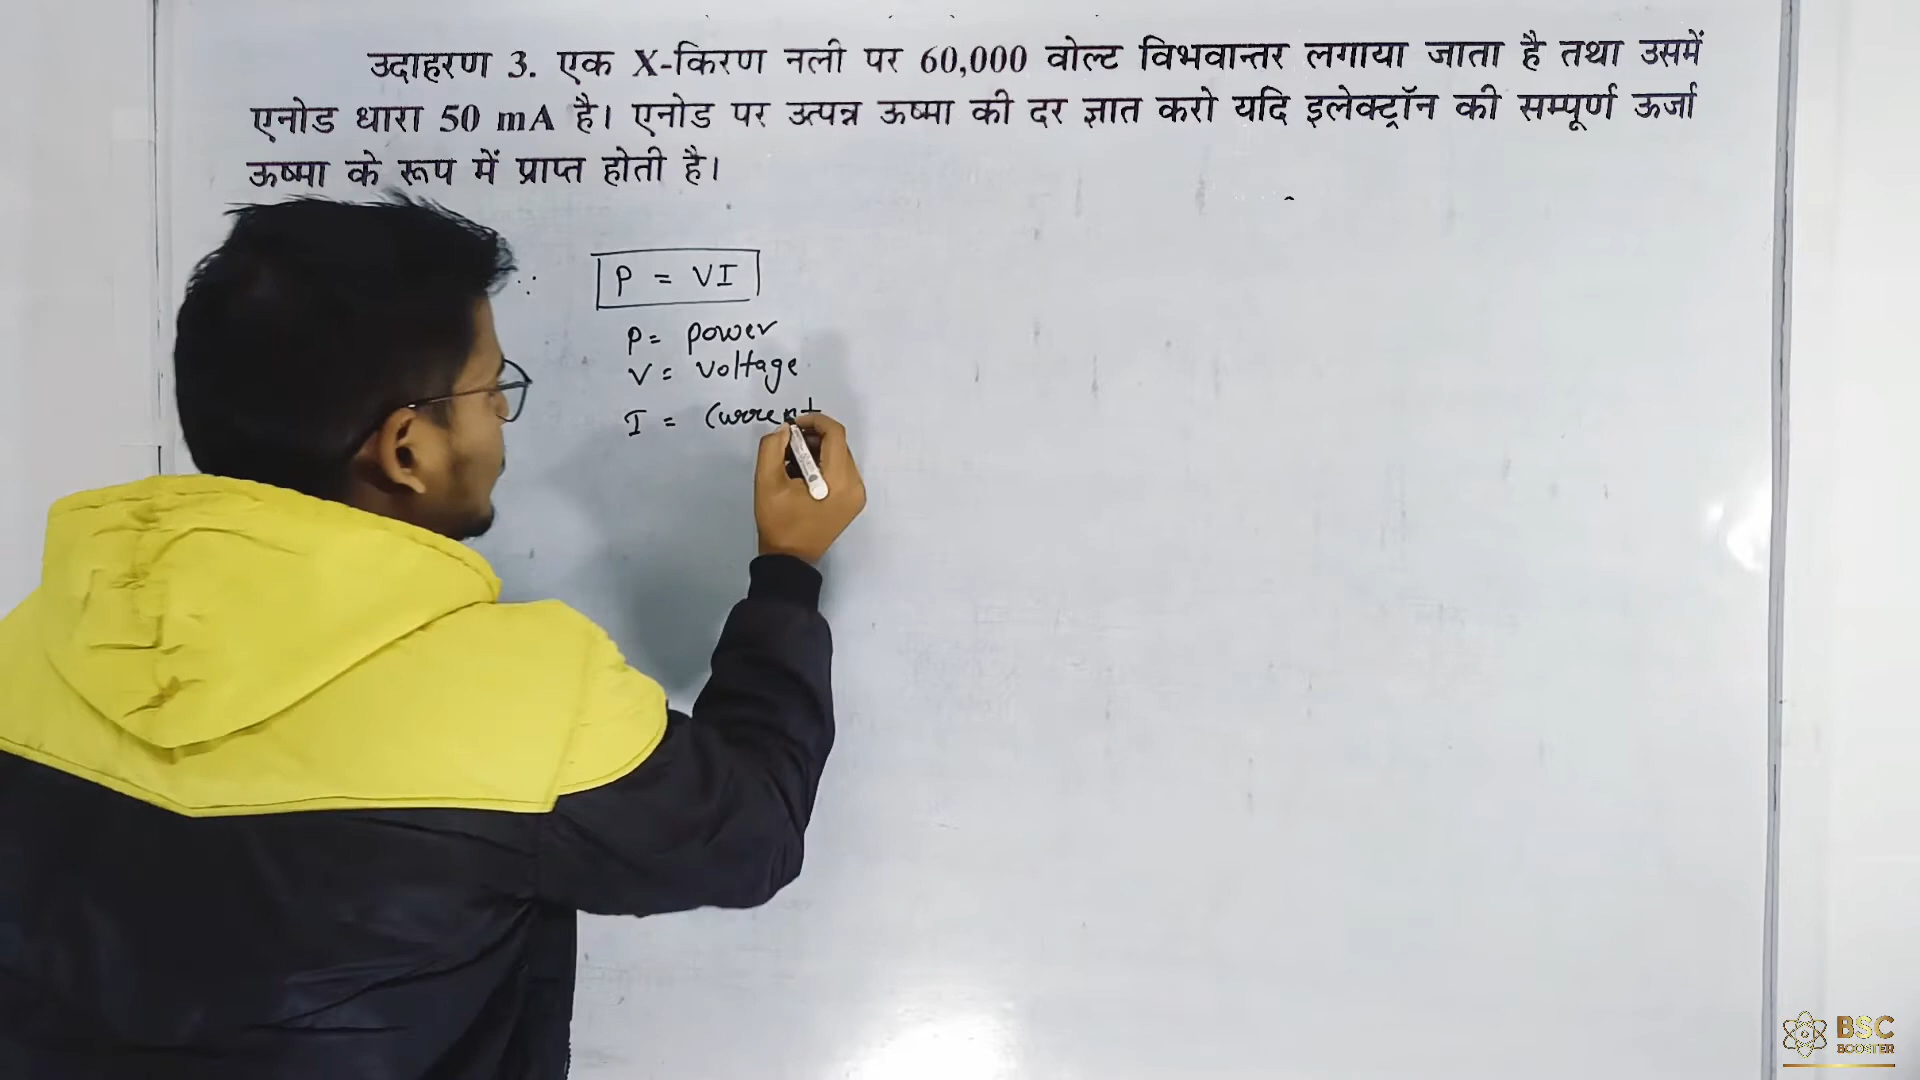 उदाहरण 3. एक X-किरण नली पर 60,000 वोल्ट विभवान्तर लगाया जाता है तथा उसमें
एनोड धारा 50 mA है। एनोड पर उत्पन्न ऊष्मा की दर ज्ञात करो यदि इलेक्ट्रॉन की सम्पूर्ण ऊर्जा
ऊष्मा के रूप में प्राप्त होती है।
∵ P = VI
P = power
V = voltage
I = Current
BSC
BOOSTER